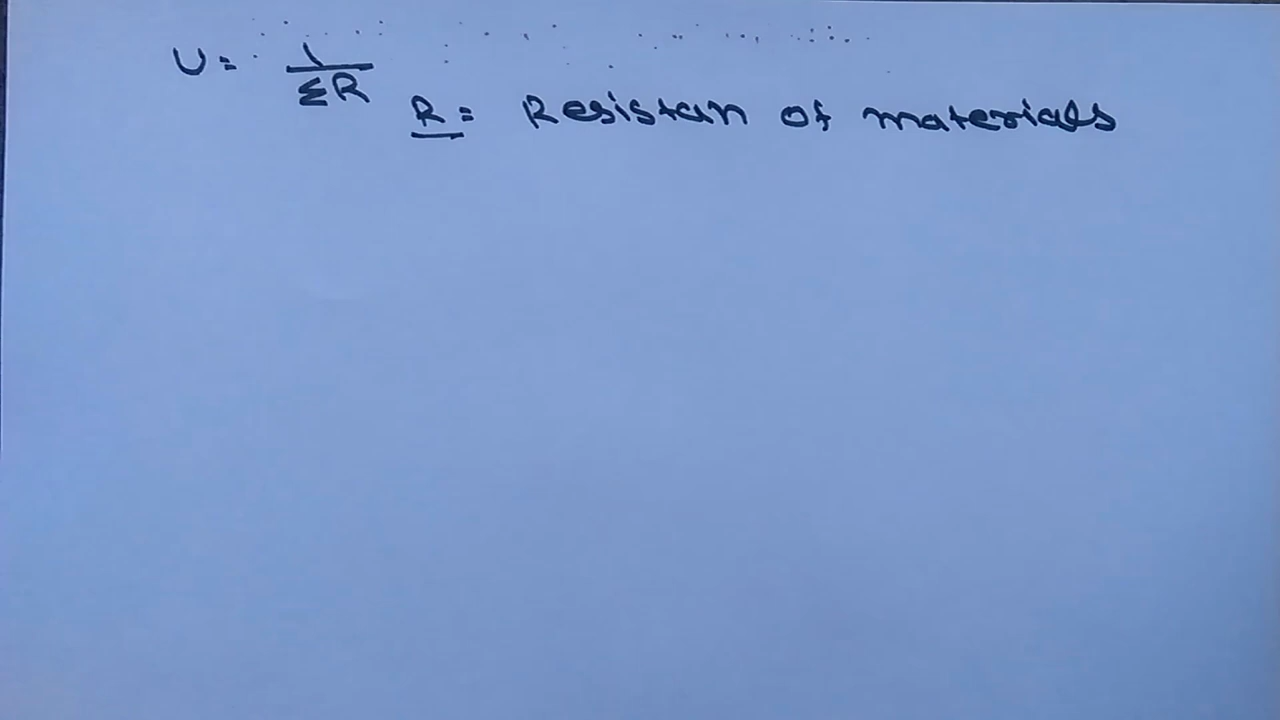 U = 1/ΣR
R = Resistan of materials